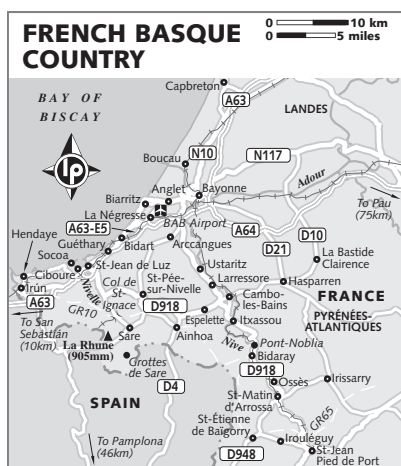 FRENCH BASQUE
COUNTRY
0 10 km
0 5 miles
Capbreton
A63
BAY OF
BISCAY
LANDES
lp
Boucau
N10
N117
Adour
Biarritz
Anglet
Bayonne
To Pau
(75km)
La Négresse
BAB Airport
A63-E5
A64
D10
Hendaye
Guéthary
Bidart
Arccangues
D21
Socoa
La Bastide
Clairence
Ciboure
St-Jean de Luz
Ustaritz
Irún
Nivelle
Col de
St-
Ignace
St-Pée-
sur-Nivelle
Larressore
Hasparren
A63
GR10
D918
Cambo-
les-Bains
FRANCE
To San
Sebastián
(10km)
Espelette
Itxassou
PYRÉNÉES-
ATLANTIQUES
La Rhune
(905mm)
Sare
Ainhoa
Nive
Pont-Noblia
Grottes
de Sare
Bidaray
D918
D4
Ossès
Irissarry
SPAIN
St-Matin
d'Arrossa
GR65
St-Étienne
de Baïgorry
Irouléguy
To Pamplona
(46km)
D948
St-Jean
Pied de Port